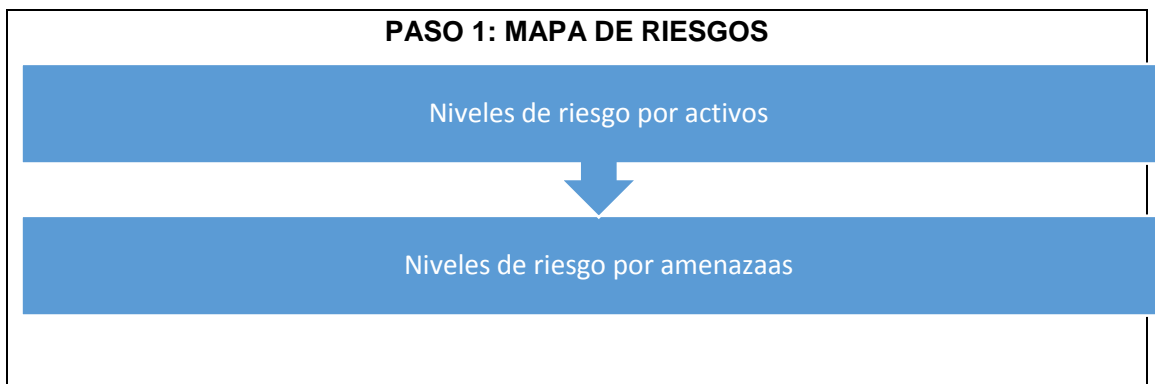 PASO 1: MAPA DE RIESGOS
Niveles de riesgo por activos
Niveles de riesgo por amenazaas